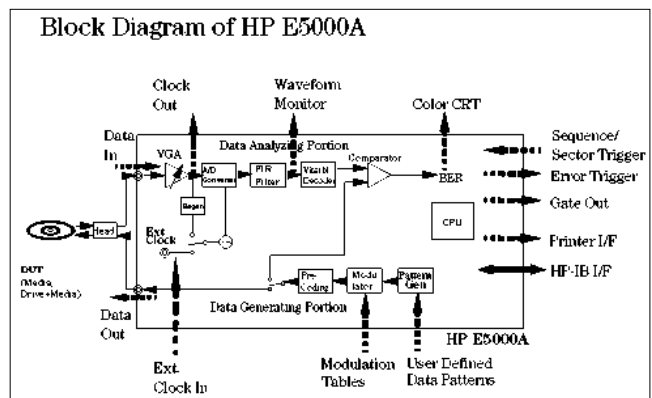 Block Diagram of HP E5000A
Clock
Out
Waveform
Monitor
Color CRT
Data
In
Data Analyzing Portion
VGA
A/D
Converter
FIR
Filter
Viterbi
Decoder
Comparator
BER
Sequence/
Sector Trigger
Error Trigger
Gate Out
Printer I/F
HP-IB I/F
CPU
Regen
Ext
Clock
Head
DUT
(Media,
Drive+Media)
Data
Out
Pre-
Coding
Modu
lator
Pattern
Gen
Data Generating Portion
HP E5000A
Ext.
Clock In
Modulation
Tables
User Defined
Data Patterns